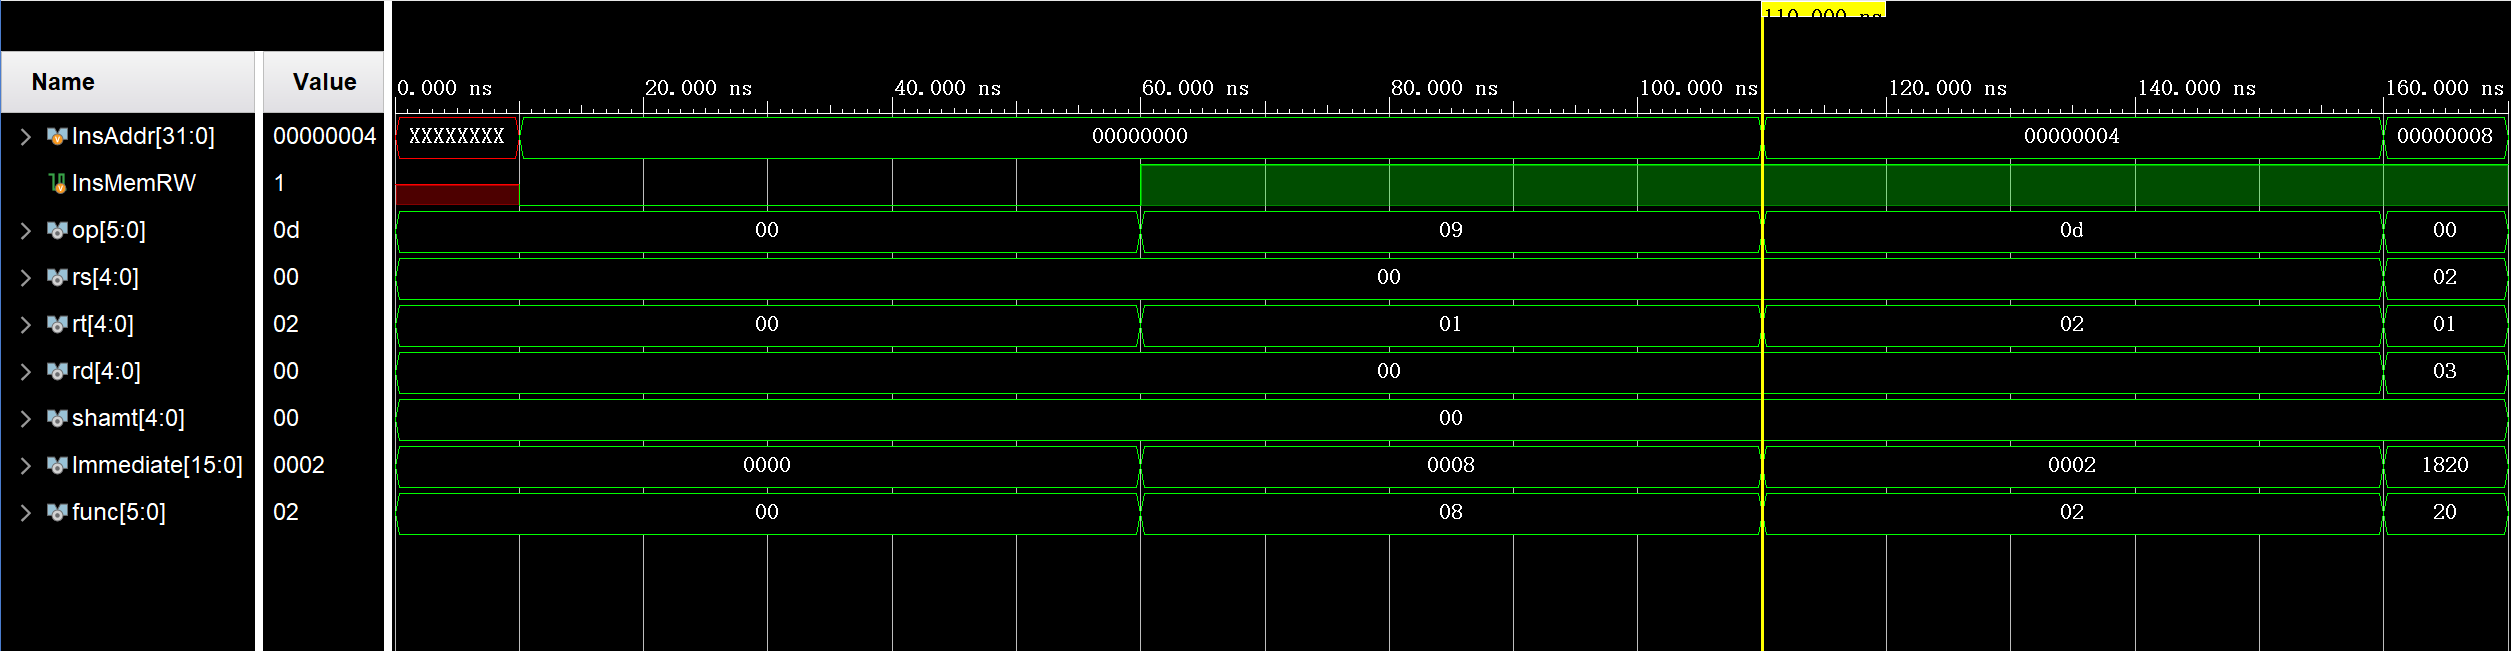 110.000 ns
Name Value
0.000 ns 20.000 ns 40.000 ns 60.000 ns 80.000 ns 100.000 ns 120.000 ns 140.000 ns 160.000 ns
InsAddr[31:0] 00000004 XXXXXXXX 00000000 00000004 00000008
InsMemRW 1
op[5:0] 0d 00 09 0d 00
rs[4:0] 00 00 02
rt[4:0] 02 00 01 02 01
rd[4:0] 00 00 03
shamt[4:0] 00 00
Immediate[15:0] 0002 0000 0008 0002 1820
func[5:0] 02 00 08 02 20